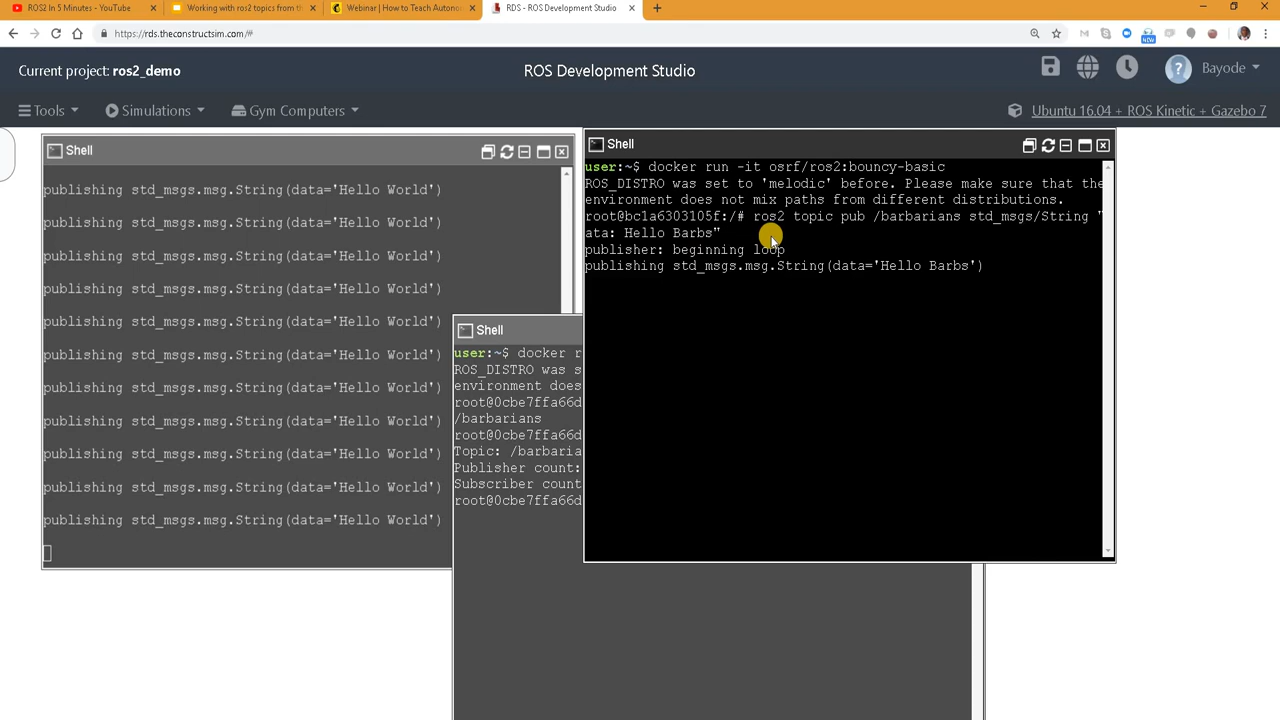 ROS2 In 5 Minutes - YouTube
Working with ros2 topics from th
Webinar | How to Teach Autono
RDS - ROS Development Studio
https://rds.theconstructsim.com/#
Current project: ros2_demo
ROS Development Studio
Bayode
Tools
Simulations
Gym Computers
Ubuntu 16.04 + ROS Kinetic + Gazebo 7
Shell
publishing std_msgs.msg.String(data='Hello World')
publishing std_msgs.msg.String(data='Hello World')
publishing std_msgs.msg.String(data='Hello World')
publishing std_msgs.msg.String(data='Hello World')
publishing std_msgs.msg.String(data='Hello World')
publishing std_msgs.msg.String(data='Hello World')
publishing std_msgs.msg.String(data='Hello World')
publishing std_msgs.msg.String(data='Hello World')
publishing std_msgs.msg.String(data='Hello World')
publishing std_msgs.msg.String(data='Hello World')
publishing std_msgs.msg.String(data='Hello World')
Shell
user:~$ docker r
ROS_DISTRO was s
environment does
root@0cbe7ffa66d
/barbarians
root@0cbe7ffa66d
Topic: /barbaria
Publisher count:
Subscriber count
root@0cbe7ffa66d
Shell
user:~$ docker run -it osrf/ros2:bouncy-basic
ROS_DISTRO was set to 'melodic' before. Please make sure that the
environment does not mix paths from different distributions.
root@bc1a6303105f:/# ros2 topic pub /barbarians std_msgs/String "
ata: Hello Barbs"
publisher: beginning loop
publishing std_msgs.msg.String(data='Hello Barbs')